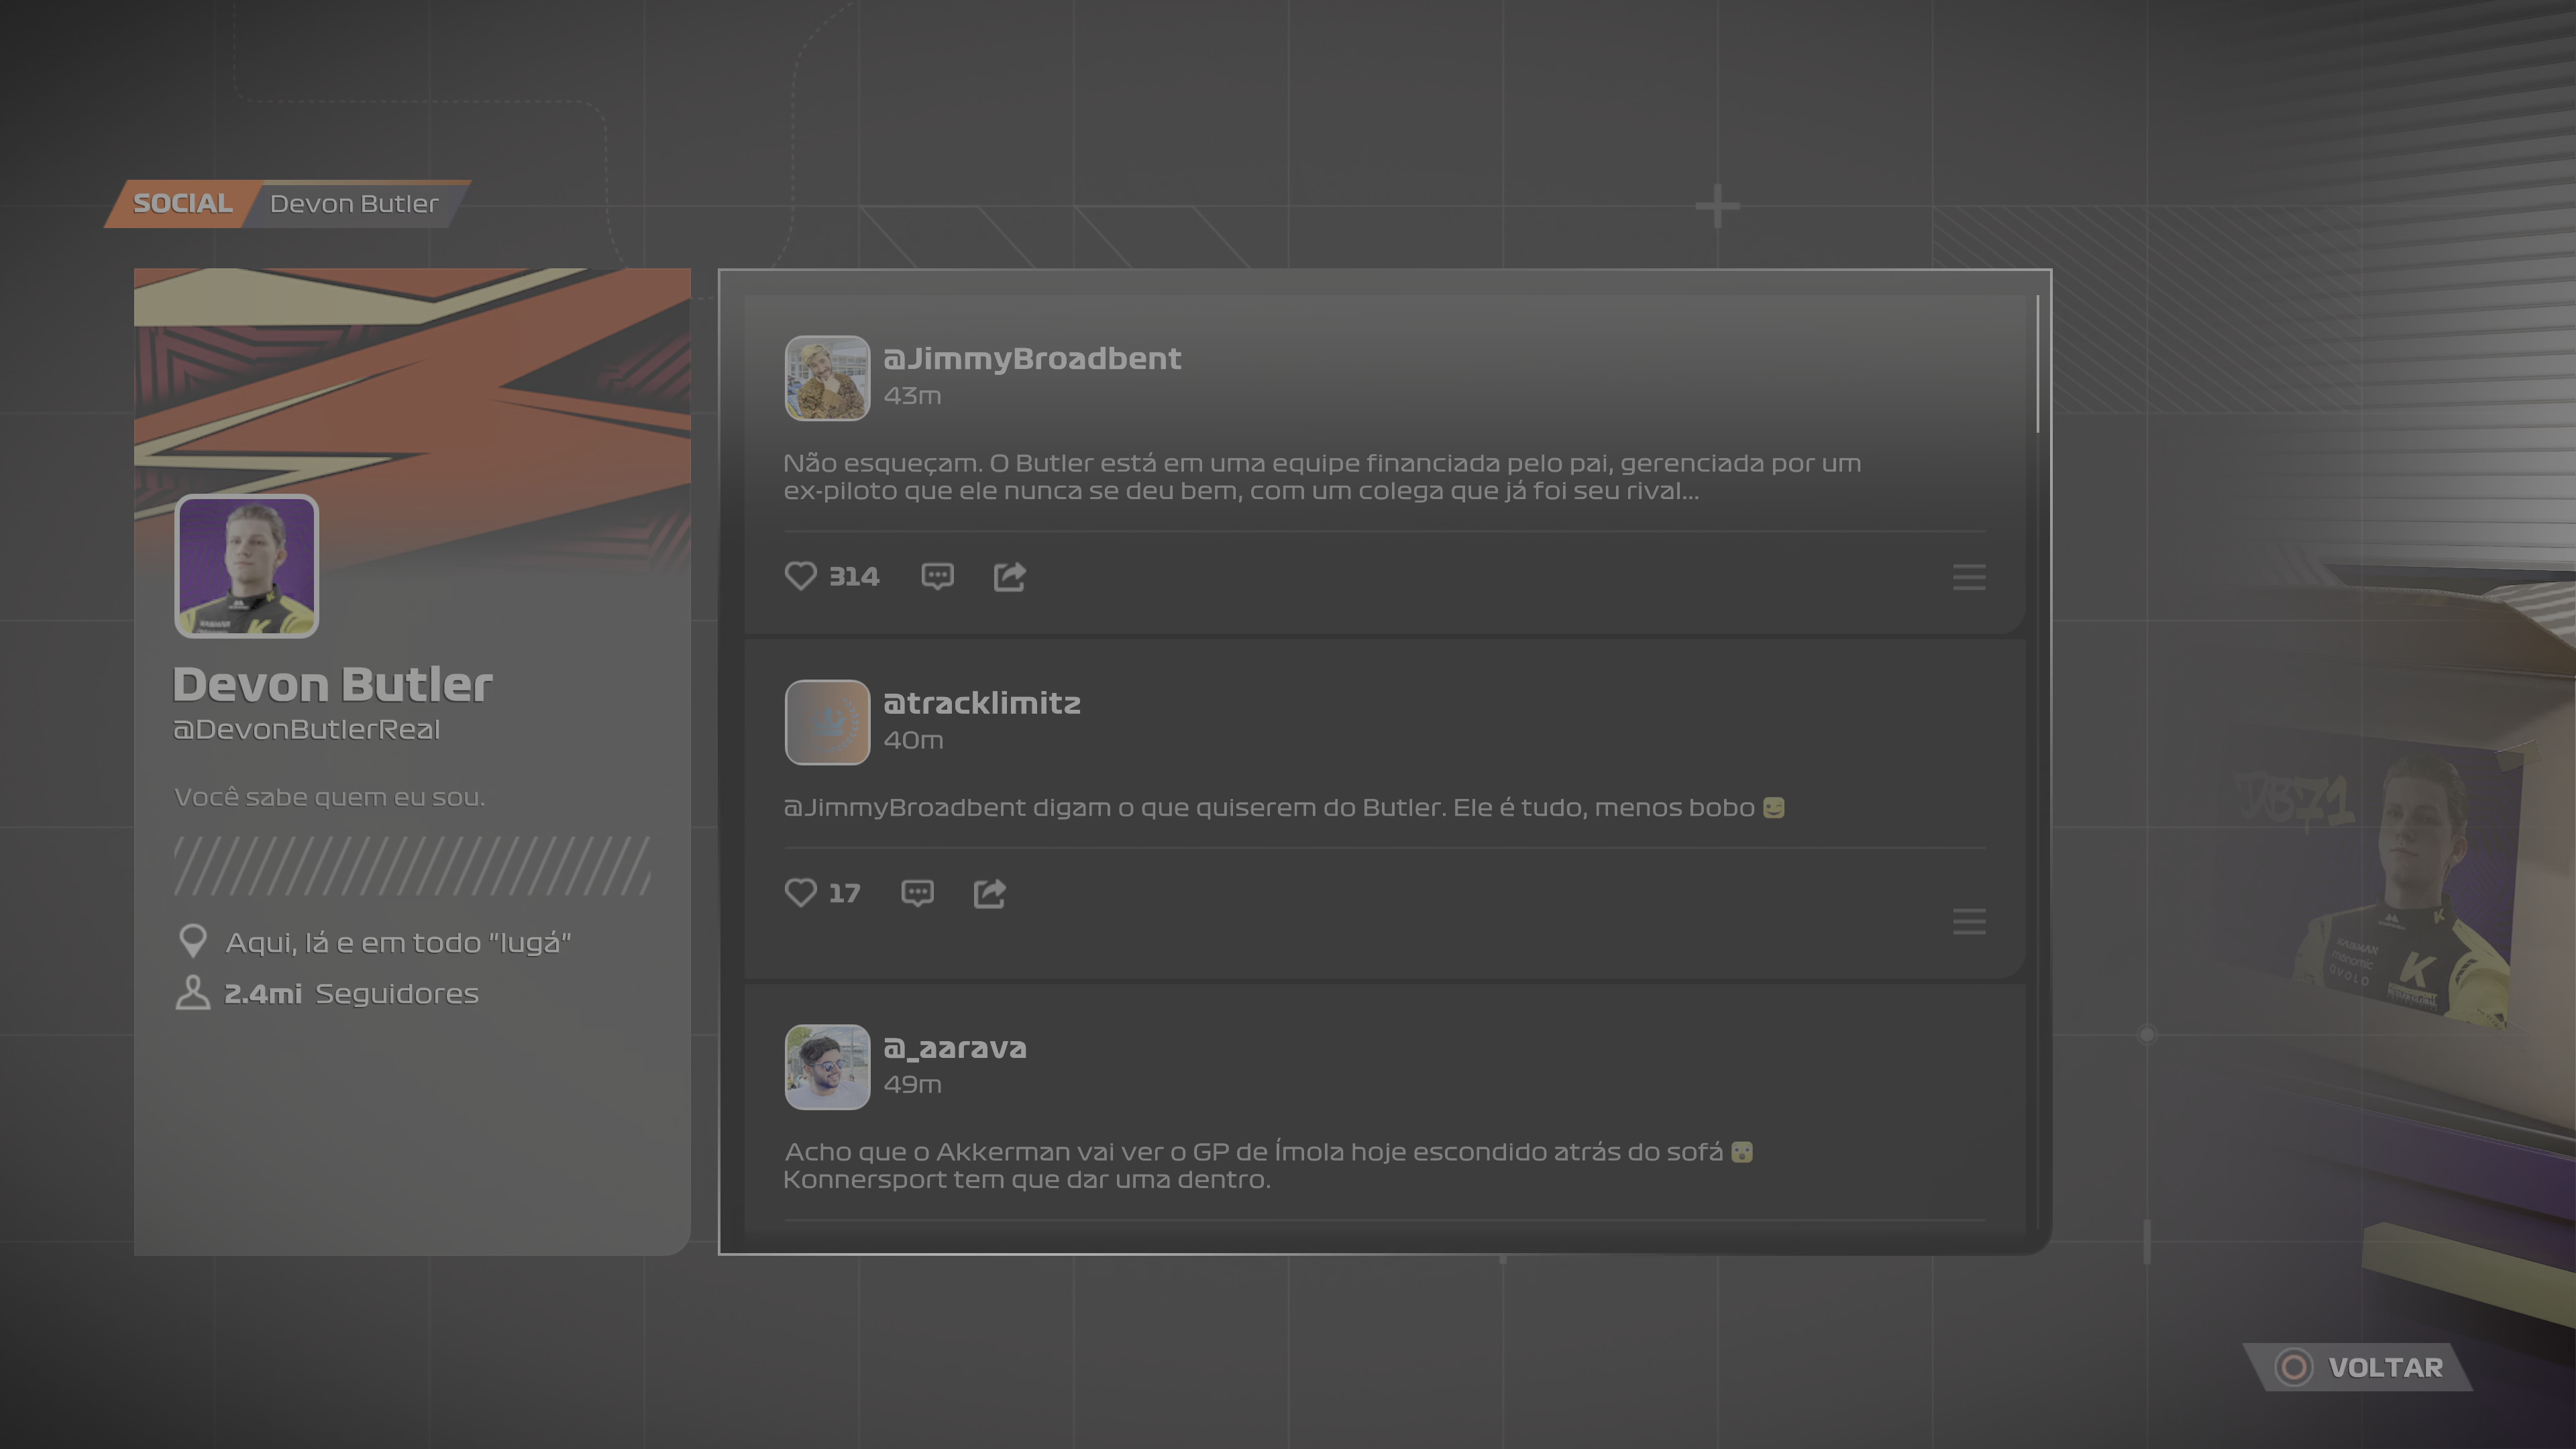 SOCIAL
Devon Butler
Devon Butler
@DevonButlerReal
Você sabe quem eu sou.
Aqui, lá e em todo "lugá"
2.4mi Seguidores
@JimmyBroadbent
43m
Não esqueçam. O Butler está em uma equipe financiada pelo pai, gerenciada por um
ex-piloto que ele nunca se deu bem, com um colega que já foi seu rival...
314
@tracklimitz
40m
@JimmyBroadbent digam o que quiserem do Butler. Ele é tudo, menos bobo 😉
17
@_aarava
49m
Acho que o Akkerman vai ver o GP de Ímola hoje escondido atrás do sofá 😮
Konnersport tem que dar uma dentro.
DB71
K
K
QVOLO
VOLTAR